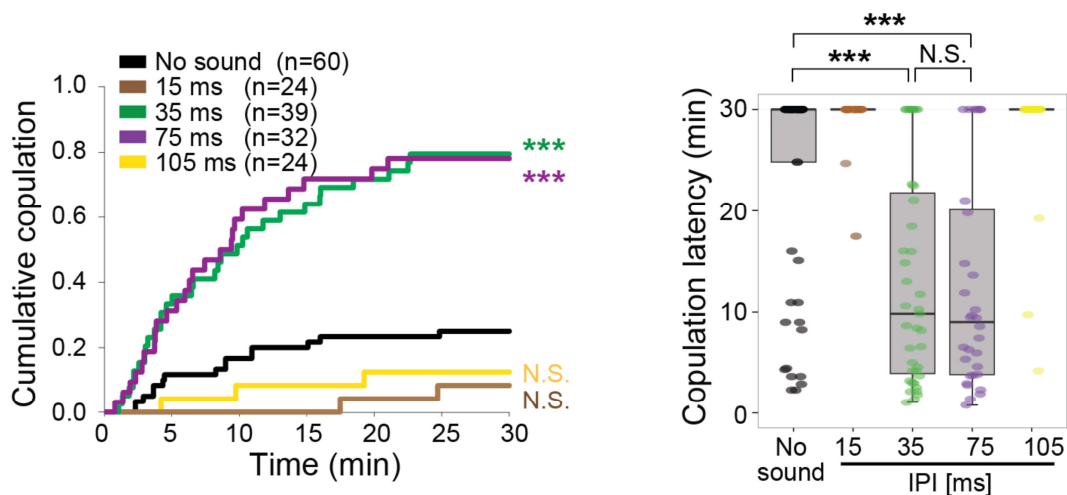 No sound (n=60)
15 ms (n=24)
35 ms (n=39)
75 ms (n=32)
105 ms (n=24)
1.0
0.8
0.6
0.4
0.2
0.0
Cumulative copulation
***
***
N.S.
N.S.
0 5 10 15 20 25 30
Time (min)
***
*** N.S.
30
20
10
0
Copulation latency (min)
No sound 15 35 75 105
IPI [ms]